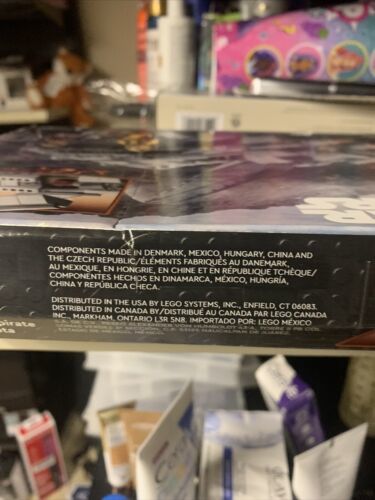 COMPONENTS MADE IN DENMARK, MEXICO, HUNGARY, CHINA AND
THE CZECH REPUBLIC/ÉLÉMENTS FABRIQUÉS AU DANEMARK,
AU MEXIQUE, EN HONGRIE, EN CHINE ET EN RÉPUBLIQUE TCHÈQUE/
COMPONENTES HECHOS EN DINAMARCA, MÉXICO, HUNGRÍA,
CHINA Y REPÚBLICA CHECA.
DISTRIBUTED IN THE USA BY LEGO SYSTEMS, INC., ENFIELD, CT 06083.
DISTRIBUTED IN CANADA BY/DISTRIBUÉ AU CANADA PAR LEGO CANADA
INC., MARKHAM, ONTARIO L3R 5N8. IMPORTADO POR: LEGO MÉXICO